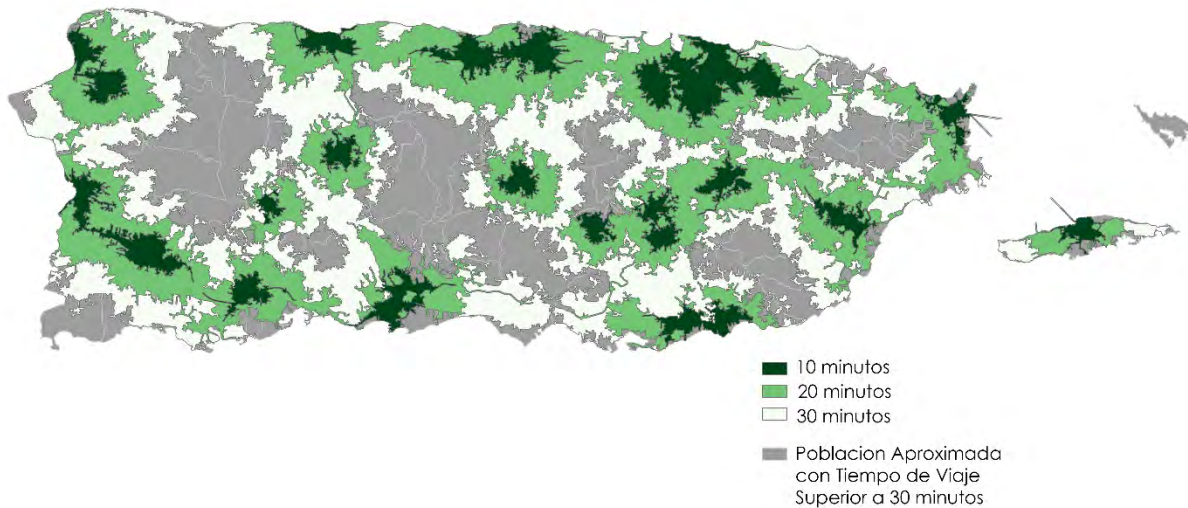 10 minutos
20 minutos
30 minutos
Poblacion Aproximada
con Tiempo de Viaje
Superior a 30 minutos